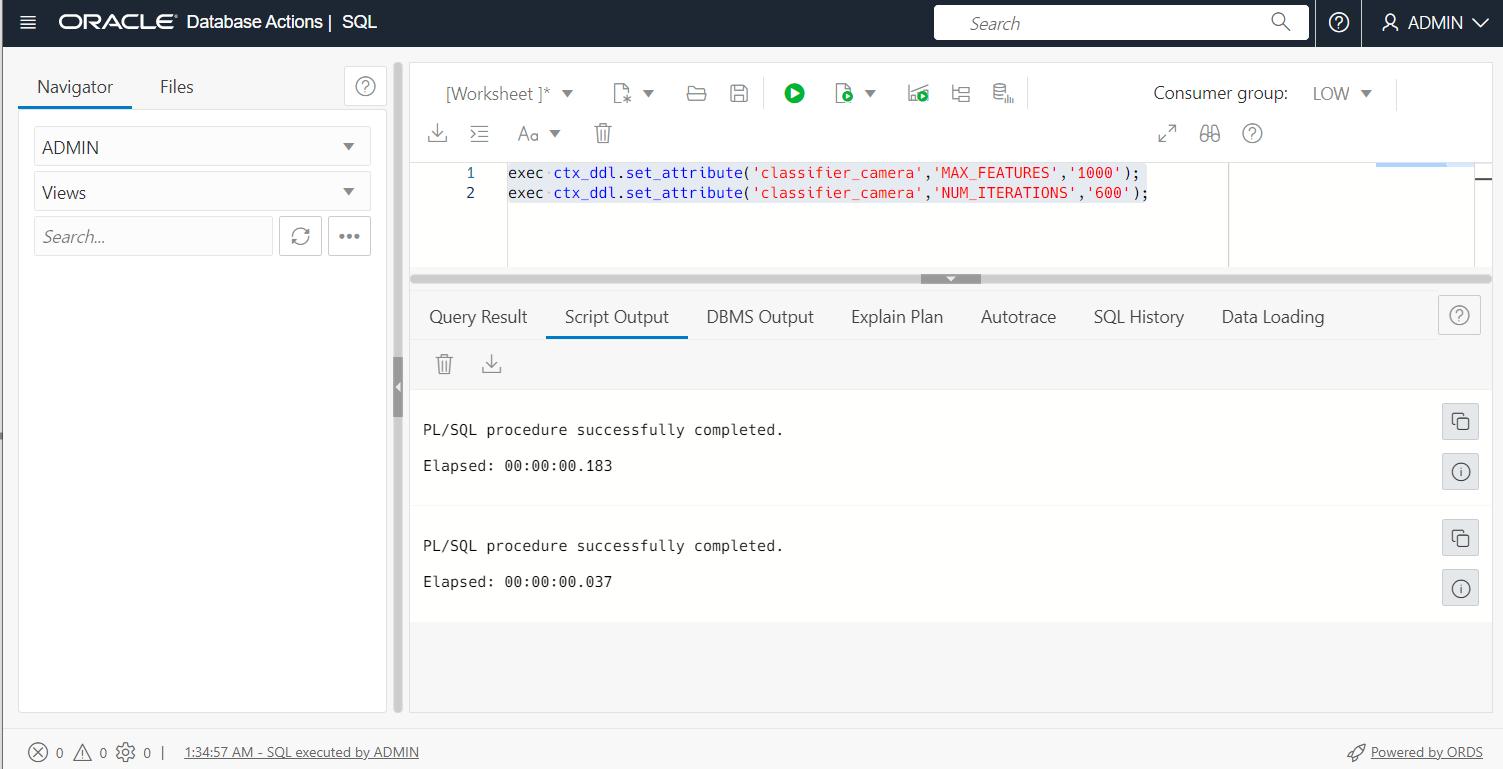 ORACLE Database Actions | SQL
Search
ADMIN
Navigator
Files
ADMIN
Views
Search...
[Worksheet ]*
Consumer group: LOW
Aa
1 exec ctx_ddl.set_attribute('classifier_camera','MAX_FEATURES','1000');
2 exec ctx_ddl.set_attribute('classifier_camera','NUM_ITERATIONS','600');
Query Result
Script Output
DBMS Output
Explain Plan
Autotrace
SQL History
Data Loading
PL/SQL procedure successfully completed.
Elapsed: 00:00:00.183
PL/SQL procedure successfully completed.
Elapsed: 00:00:00.037
0 0 0 | 1:34:57 AM - SQL executed by ADMIN
Powered by ORDS